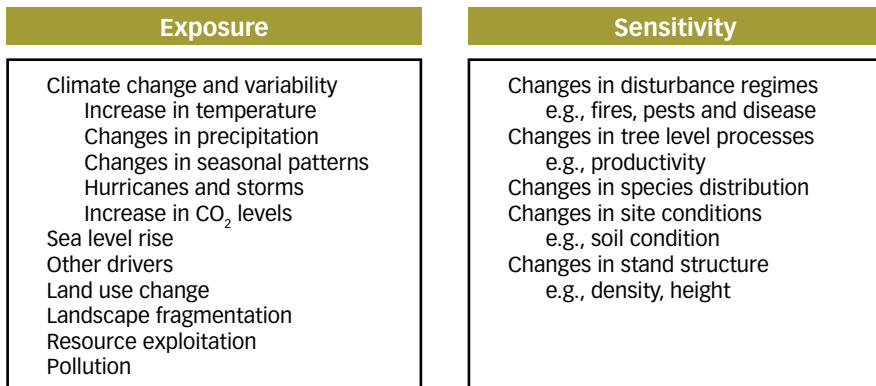 Exposure
Climate change and variability
Increase in temperature
Changes in precipitation
Changes in seasonal patterns
Hurricanes and storms
Increase in CO₂ levels
Sea level rise
Other drivers
Land use change
Landscape fragmentation
Resource exploitation
Pollution
Sensitivity
Changes in disturbance regimes
e.g., fires, pests and disease
Changes in tree level processes
e.g., productivity
Changes in species distribution
Changes in site conditions
e.g., soil condition
Changes in stand structure
e.g., density, height